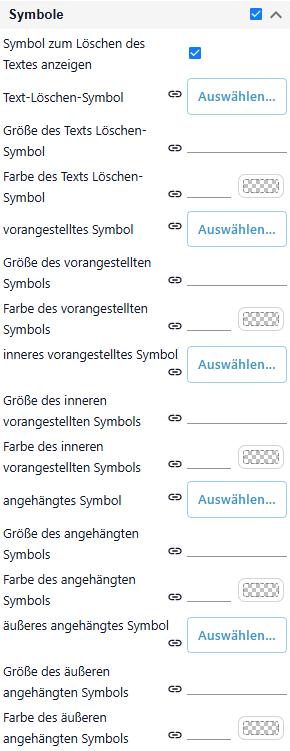 Symbole
Symbol zum Löschen des
Textes anzeigen
Text-Löschen-Symbol Auswählen...
Größe des Texts Löschen-
Symbol
Farbe des Texts Löschen-
Symbol
vorangestelltes Symbol Auswählen...
Größe des vorangestellten
Symbols
Farbe des vorangestellten
Symbols
inneres vorangestelltes Symbol Auswählen...
Größe des inneren
vorangestellten Symbols
Farbe des inneren
vorangestellten Symbols
angehängtes Symbol Auswählen...
Größe des angehängten
Symbols
Farbe des angehängten
Symbols
äußeres angehängtes Symbol Auswählen...
Größe des äußeren
angehängten Symbols
Farbe des äußeren
angehängten Symbols